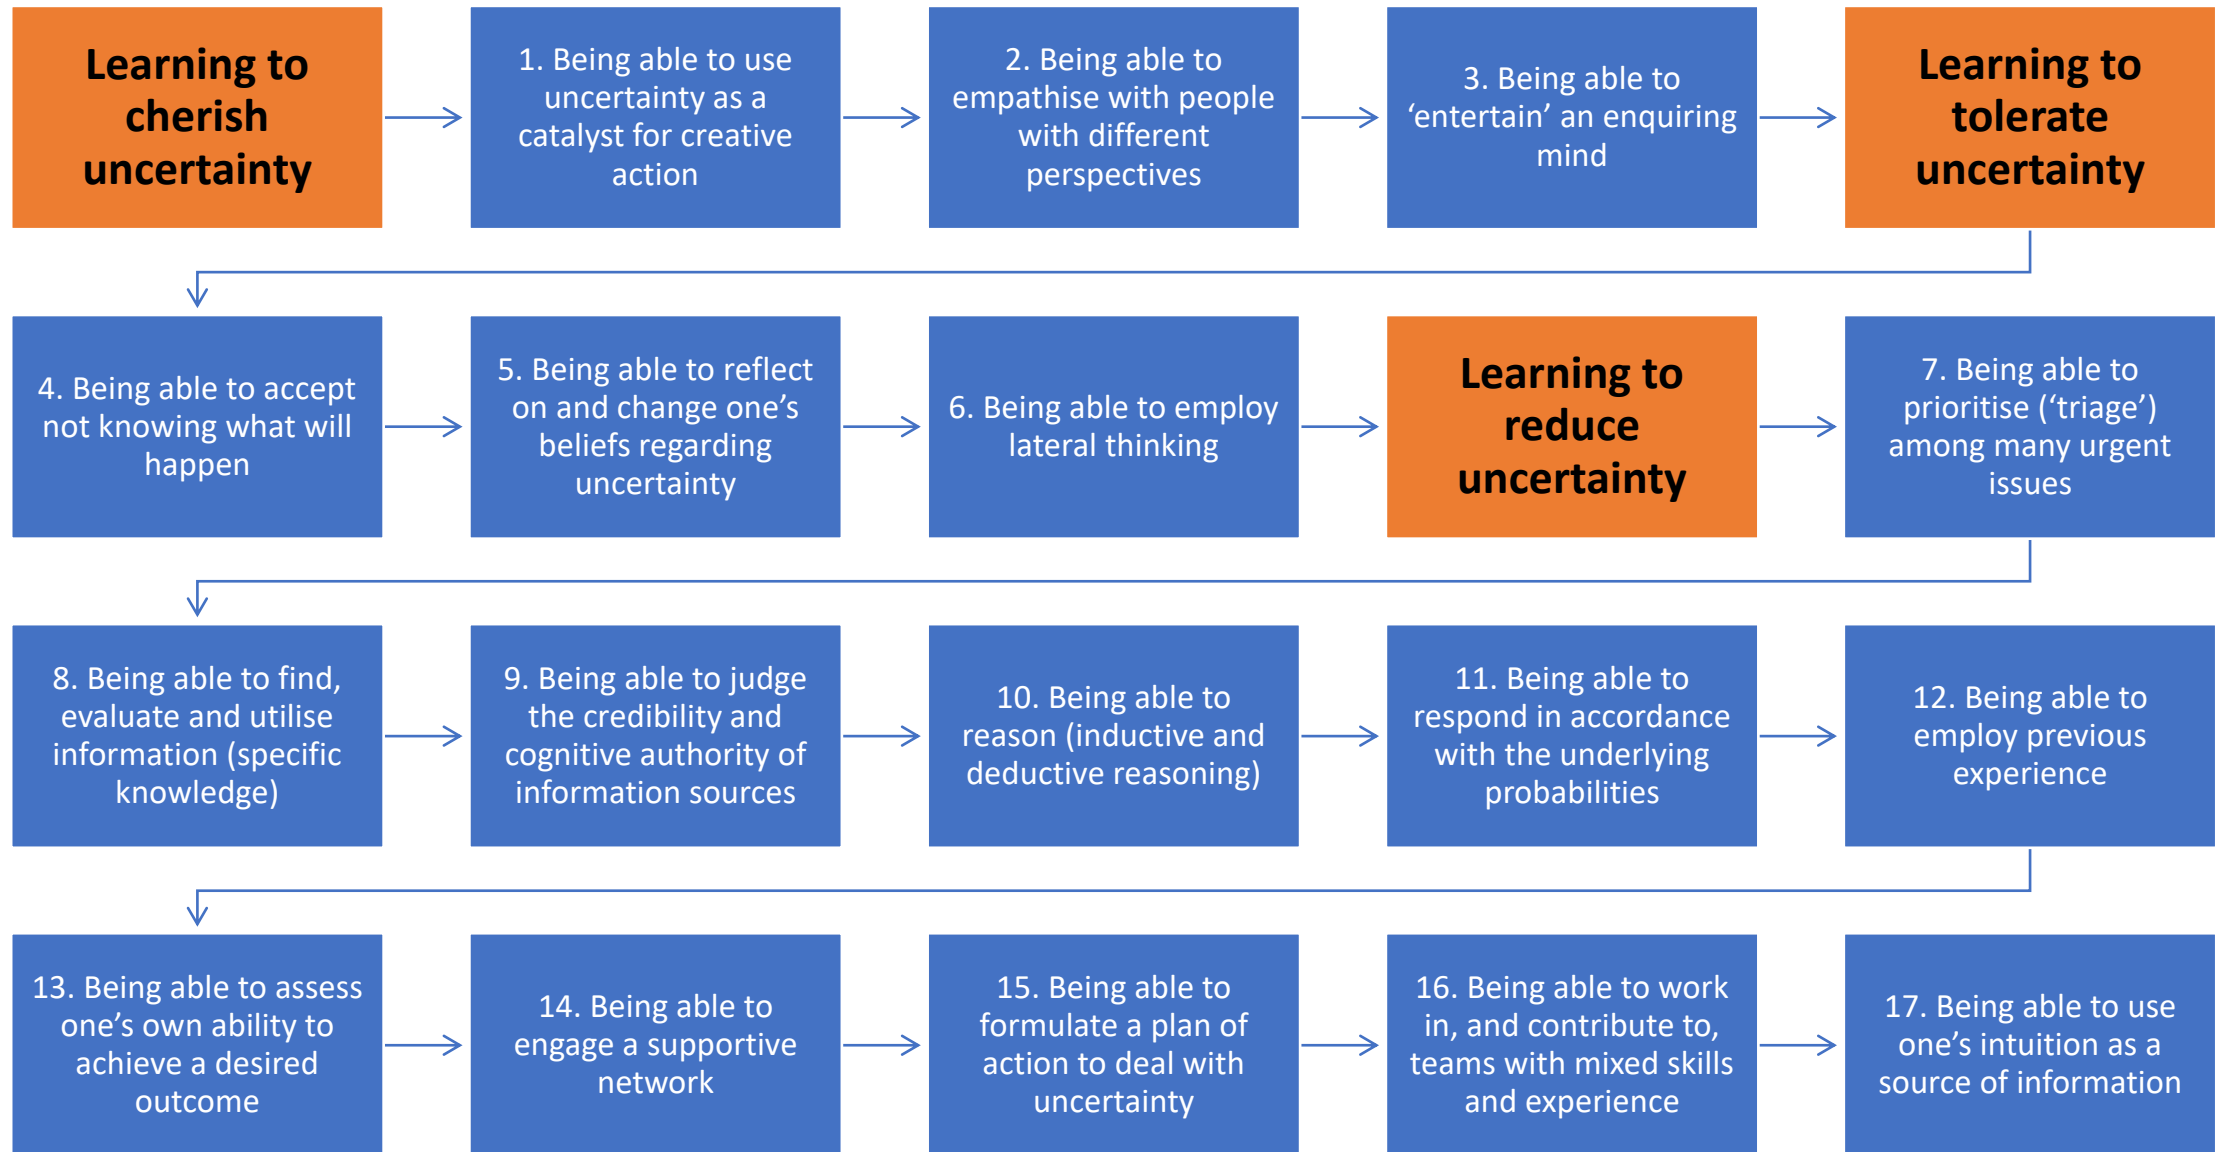 Learning to
cherish
uncertainty
1. Being able to use
uncertainty as a
catalyst for creative
action
2. Being able to
empathise with people
with different
perspectives
3. Being able to
‘entertain’ an enquiring
mind
Learning to
tolerate
uncertainty
4. Being able to accept
not knowing what will
happen
5. Being able to reflect
on and change one’s
beliefs regarding
uncertainty
6. Being able to employ
lateral thinking
Learning to
reduce
uncertainty
7. Being able to
prioritise (‘triage’)
among many urgent
issues
8. Being able to find,
evaluate and utilise
information (specific
knowledge)
9. Being able to judge
the credibility and
cognitive authority of
information sources
10. Being able to
reason (inductive and
deductive reasoning)
11. Being able to
respond in accordance
with the underlying
probabilities
12. Being able to
employ previous
experience
13. Being able to assess
one’s own ability to
achieve a desired
outcome
14. Being able to
engage a supportive
network
15. Being able to
formulate a plan of
action to deal with
uncertainty
16. Being able to work
in, and contribute to,
teams with mixed skills
and experience
17. Being able to use
one’s intuition as a
source of information